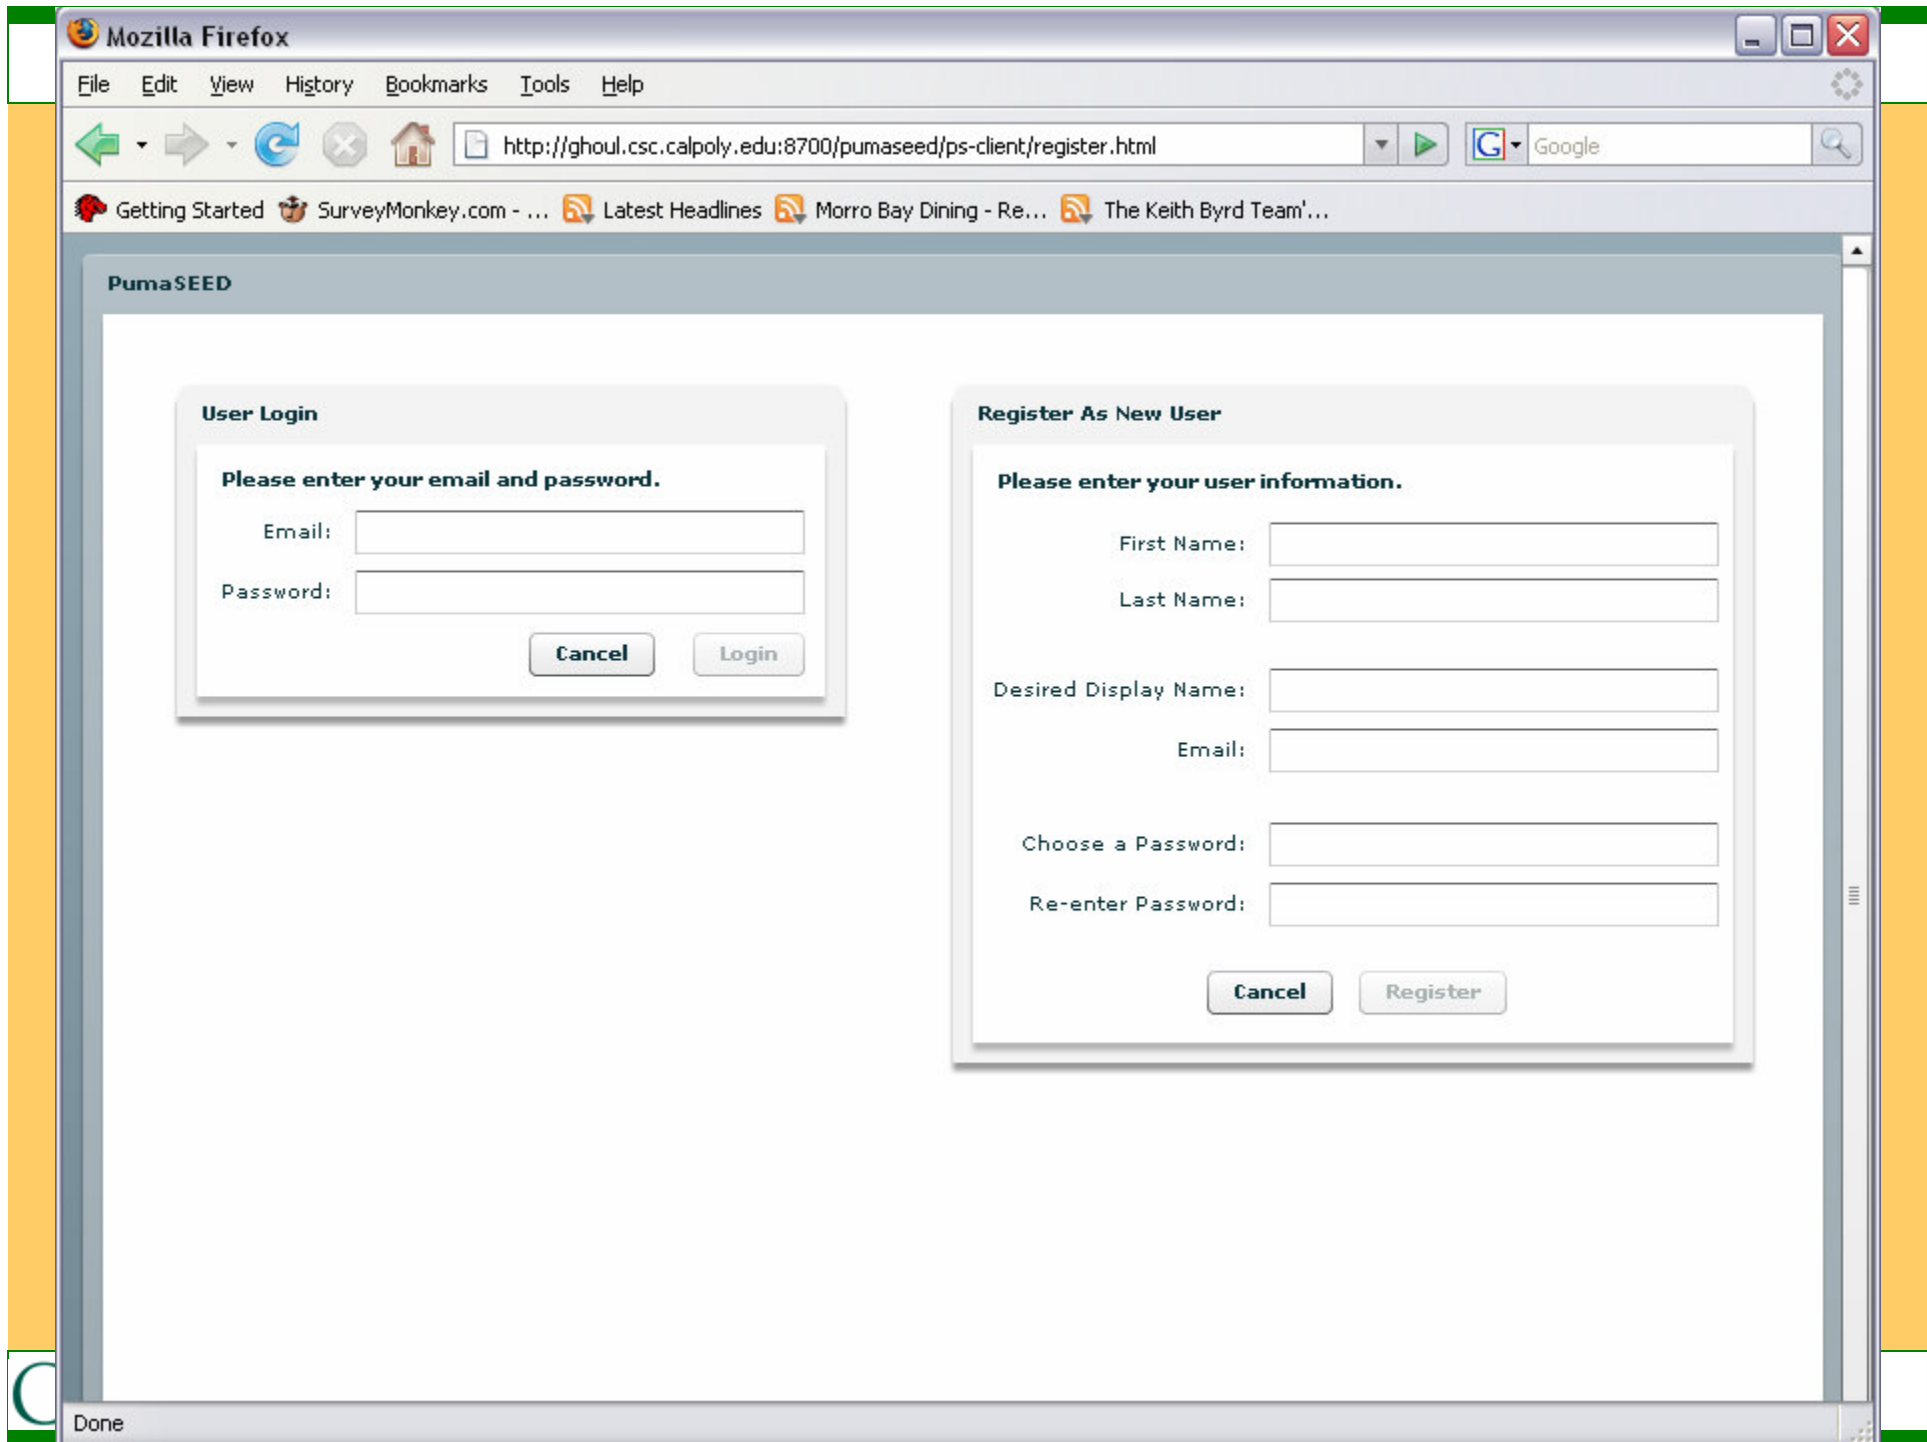 Mozilla Firefox
File Edit View History Bookmarks Tools Help
http://ghoul.csc.calpoly.edu:8700/pumaseed/ps-client/register.html
G Google
Getting Started SurveyMonkey.com - ... Latest Headlines Morro Bay Dining - Re... The Keith Byrd Team'...
PumaSEED
User Login
Please enter your email and password.
Email:
Password:
Cancel Login
Register As New User
Please enter your user information.
First Name:
Last Name:
Desired Display Name:
Email:
Choose a Password:
Re-enter Password:
Cancel Register
C
Done